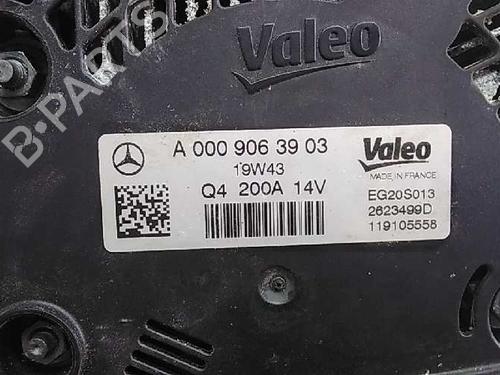 B-PARTS
Valeo
A 000 906 39 03
19W43
Q4 200A 14V
Valeo
MADE IN FRANCE
EG20S013
2623499D
119105558